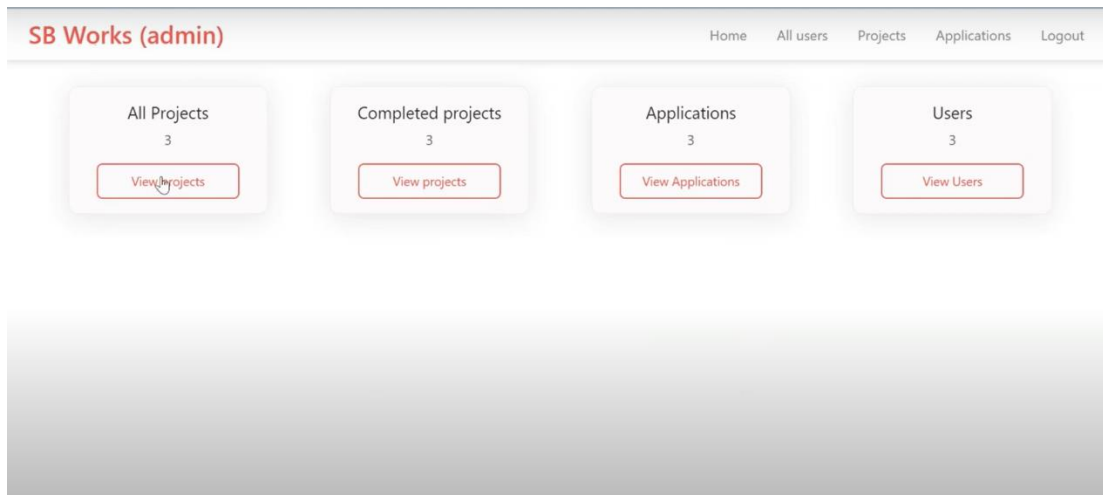 SB Works (admin)
Home All users Projects Applications Logout
All Projects
3
View projects
Completed projects
3
View projects
Applications
3
View Applications
Users
3
View Users